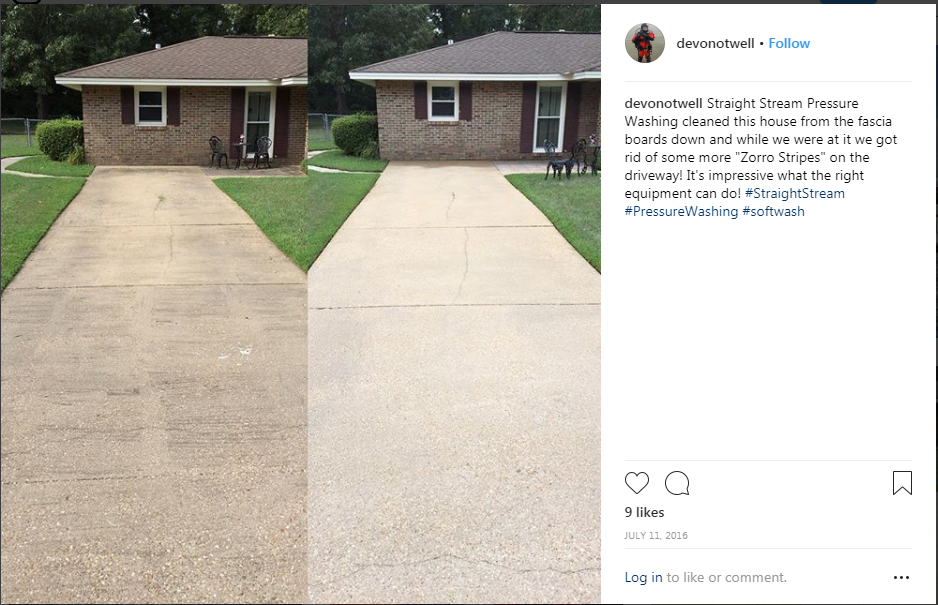 devonotwell • Follow
devonotwell Straight Stream Pressure
Washing cleaned this house from the fascia
boards down and while we were at it we got
rid of some more "Zorro Stripes" on the
driveway! It's impressive what the right
equipment can do! #StraightStream
#PressureWashing #softwash
9 likes
JULY 11, 2016
Log in to like or comment.